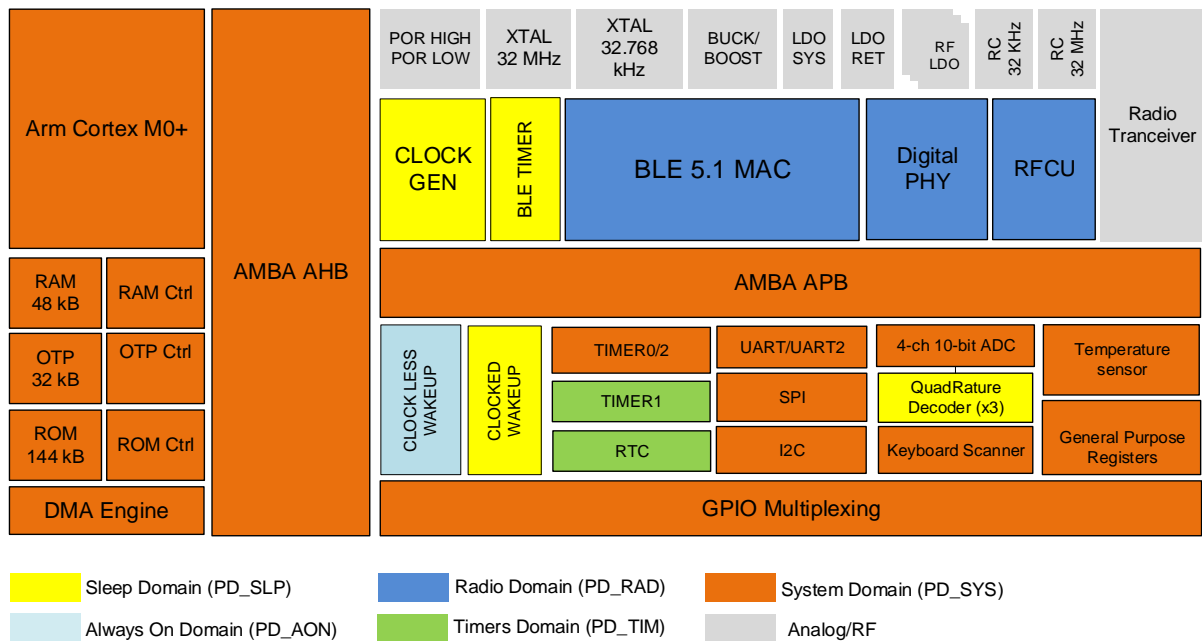 POR HIGH
POR LOW
XTAL
32 MHz
XTAL
32.768
kHz
BUCK/
BOOST
LDO
SYS
LDO
RET
RF
LDO
RC
32 KHz
RC
32 MHz
Radio
Tranceiver
Arm Cortex M0+
AMBA AHB
CLOCK
GEN
BLE TIMER
BLE 5.1 MAC
Digital
PHY
RFCU
RAM
48 kB
RAM Ctrl
AMBA APB
OTP
32 kB
OTP Ctrl
ROM
144 kB
ROM Ctrl
DMA Engine
CLOCK LESS
WAKEUP
CLOCKED
WAKEUP
TIMER0/2
TIMER1
RTC
UART/UART2
SPI
I2C
4-ch 10-bit ADC
QuadRature
Decoder (x3)
Keyboard Scanner
Temperature
sensor
General Purpose
Registers
GPIO Multiplexing
Sleep Domain (PD_SLP)
Radio Domain (PD_RAD)
System Domain (PD_SYS)
Always On Domain (PD_AON)
Timers Domain (PD_TIM)
Analog/RF